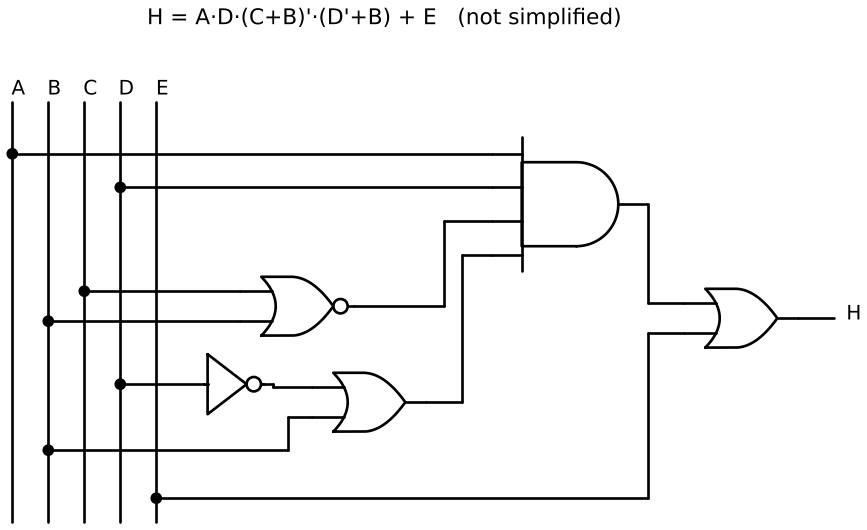 H = A·D·(C+B)'·(D'+B) + E (not simplified)
A B C D E
H